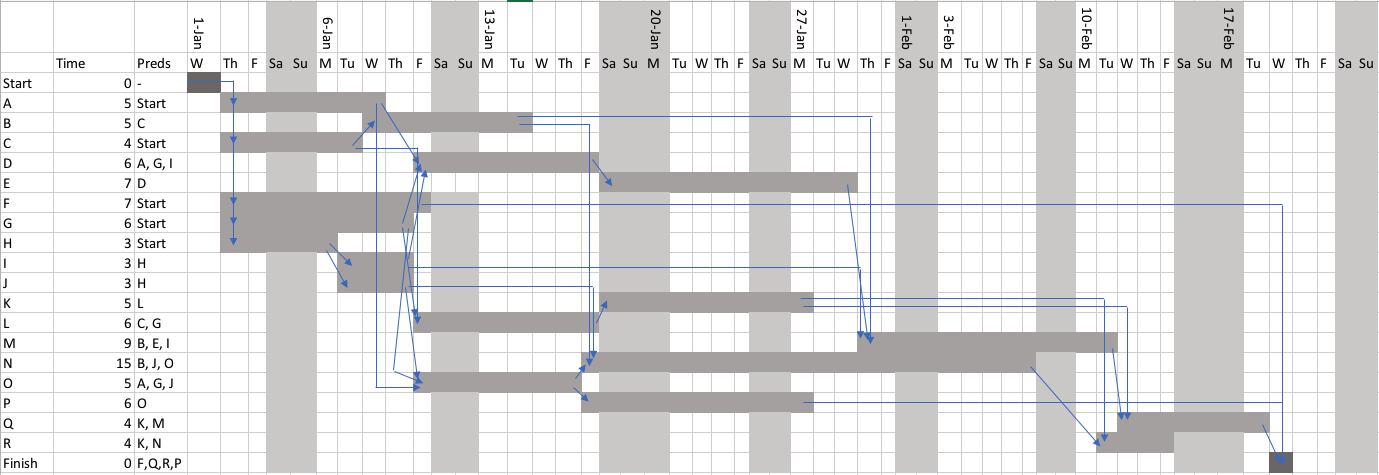 1-Jan 6-Jan 13-Jan 20-Jan 27-Jan 1-Feb 3-Feb 10-Feb 17-Feb
Time Preds W Th F Sa Su M Tu W Th F Sa Su M Tu W Th F Sa Su M Tu W Th F Sa Su M Tu W Th F Sa Su M Tu W Th F Sa Su M Tu W Th F Sa Su M Tu W Th F Sa Su
Start 0 -
A 5 Start
B 5 C
C 4 Start
D 6 A, G, I
E 7 D
F 7 Start
G 6 Start
H 3 Start
I 3 H
J 3 H
K 5 L
L 6 C, G
M 9 B, E, I
N 15 B, J, O
O 5 A, G, J
P 6 O
Q 4 K, M
R 4 K, N
Finish 0 F,Q,R,P